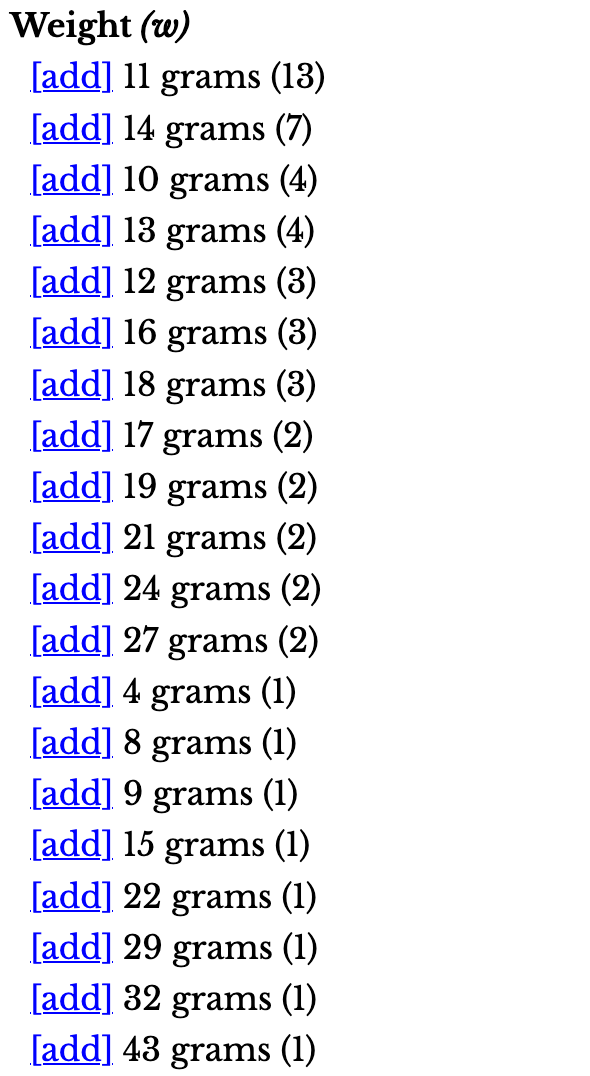 Weight (w)
[add] 11 grams (13)
[add] 14 grams (7)
[add] 10 grams (4)
[add] 13 grams (4)
[add] 12 grams (3)
[add] 16 grams (3)
[add] 18 grams (3)
[add] 17 grams (2)
[add] 19 grams (2)
[add] 21 grams (2)
[add] 24 grams (2)
[add] 27 grams (2)
[add] 4 grams (1)
[add] 8 grams (1)
[add] 9 grams (1)
[add] 15 grams (1)
[add] 22 grams (1)
[add] 29 grams (1)
[add] 32 grams (1)
[add] 43 grams (1)